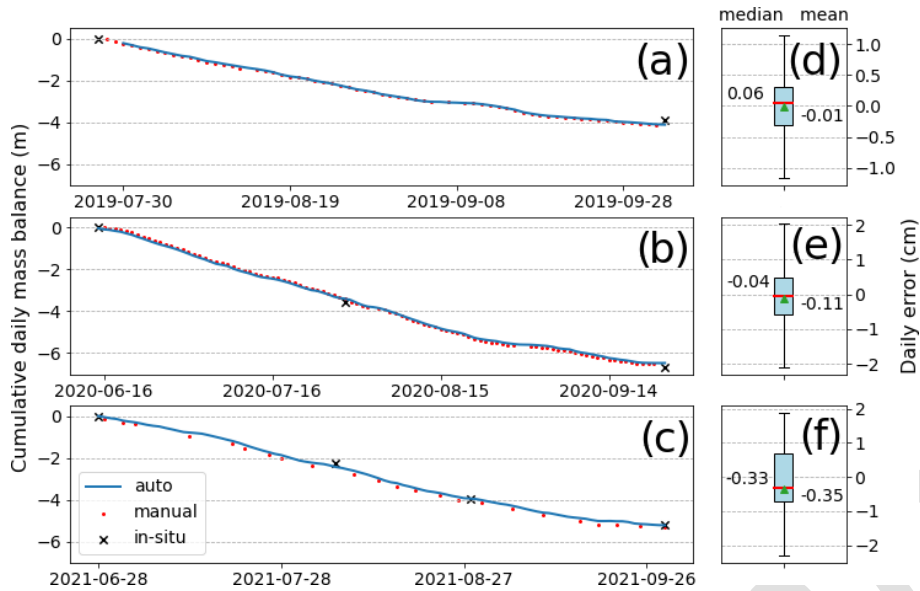 median mean
Cumulative daily mass balance (m)
0
−2
−4
−6
(a)
2019-07-30 2019-08-19 2019-09-08 2019-09-28
(d)
0.06
-0.01
1.0
0.5
0.0
−0.5
−1.0
0
−2
−4
−6
(b)
2020-06-16 2020-07-16 2020-08-15 2020-09-14
(e)
-0.04
-0.11
2
1
0
−1
−2
Daily error (cm)
0
−2
−4
−6
(c)
auto
manual
in-situ
2021-06-28 2021-07-28 2021-08-27 2021-09-26
(f)
-0.33
-0.35
2
1
0
−1
−2